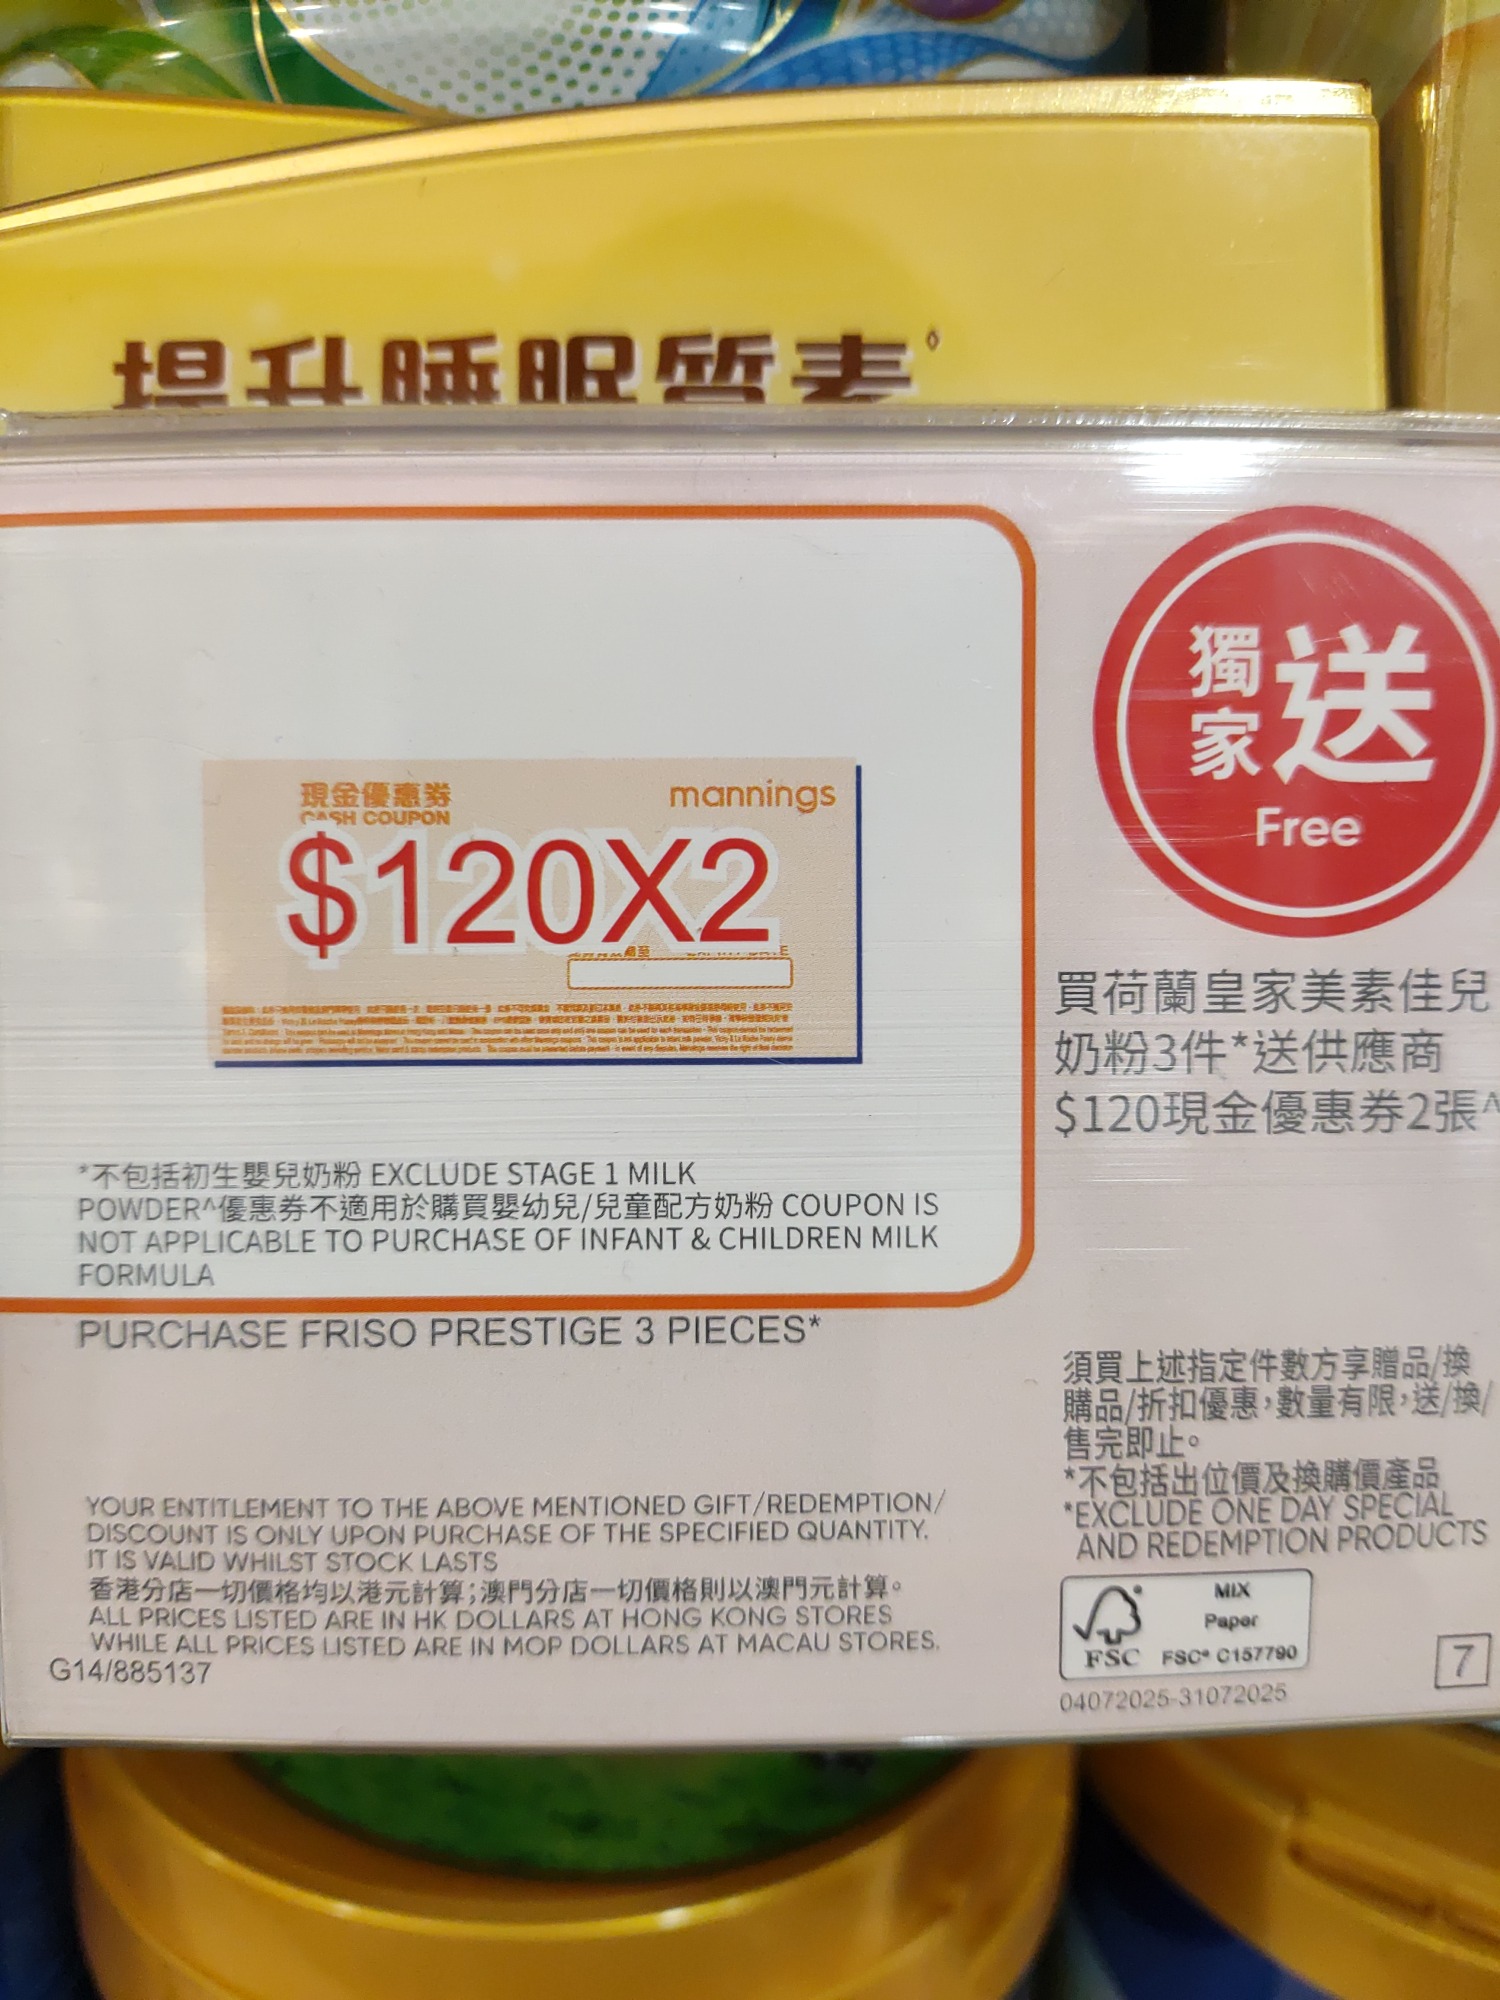 提升睡眠質素◊
獨家送
Free
現金優惠券
CASH COUPON
mannings
$120X2
買荷蘭皇家美素佳兒
奶粉3件*送供應商
$120現金優惠券2張^
*不包括初生嬰兒奶粉 EXCLUDE STAGE 1 MILK
POWDER^優惠券不適用於購買嬰幼兒/兒童配方奶粉 COUPON IS
NOT APPLICABLE TO PURCHASE OF INFANT & CHILDREN MILK
FORMULA
PURCHASE FRISO PRESTIGE 3 PIECES*
須買上述指定件數方享贈品/換
購品/折扣優惠,數量有限,送/換/
售完即止。
*不包括出位價及換購價產品
*EXCLUDE ONE DAY SPECIAL
AND REDEMPTION PRODUCTS
YOUR ENTITLEMENT TO THE ABOVE MENTIONED GIFT/REDEMPTION/
DISCOUNT IS ONLY UPON PURCHASE OF THE SPECIFIED QUANTITY.
IT IS VALID WHILST STOCK LASTS
香港分店一切價格均以港元計算;澳門分店一切價格則以澳門元計算。
ALL PRICES LISTED ARE IN HK DOLLARS AT HONG KONG STORES
WHILE ALL PRICES LISTED ARE IN MOP DOLLARS AT MACAU STORES.
G14/885137
FSC
MIX
Paper
FSC® C157790
04072025-31072025
7